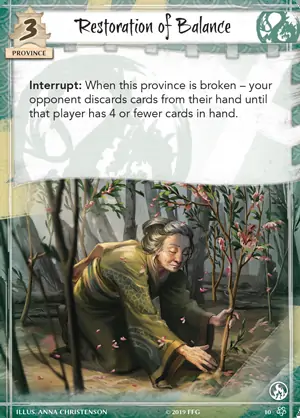 3
Restoration of Balance
PROVINCE
Interrupt: When this province is broken – your
opponent discards cards from their hand until
that player has 4 or fewer cards in hand.
ILLUS. ANNA CHRISTENSON
© 2019 FFG
10